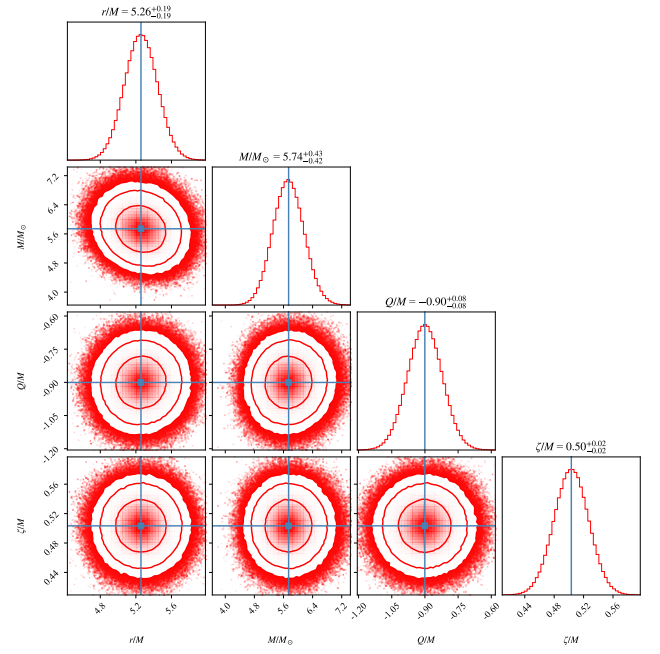 r/M = 5.26+0.19−0.19
M/M⊙ = 5.74+0.43−0.42
7.2
6.4
5.6
4.8
4.0
M/M⊙
Q/M = −0.90+0.08−0.08
-0.60
-0.75
-0.90
-1.05
-1.20
Q/M
ζ/M = 0.50+0.02−0.02
0.56
0.52
0.48
0.44
ζ/M
4.8 5.2 5.6
4.0 4.8 5.6 6.4 7.2
-1.20 -1.05 -0.90 -0.75 -0.60
0.44 0.48 0.52 0.56
r/M M/M⊙ Q/M ζ/M